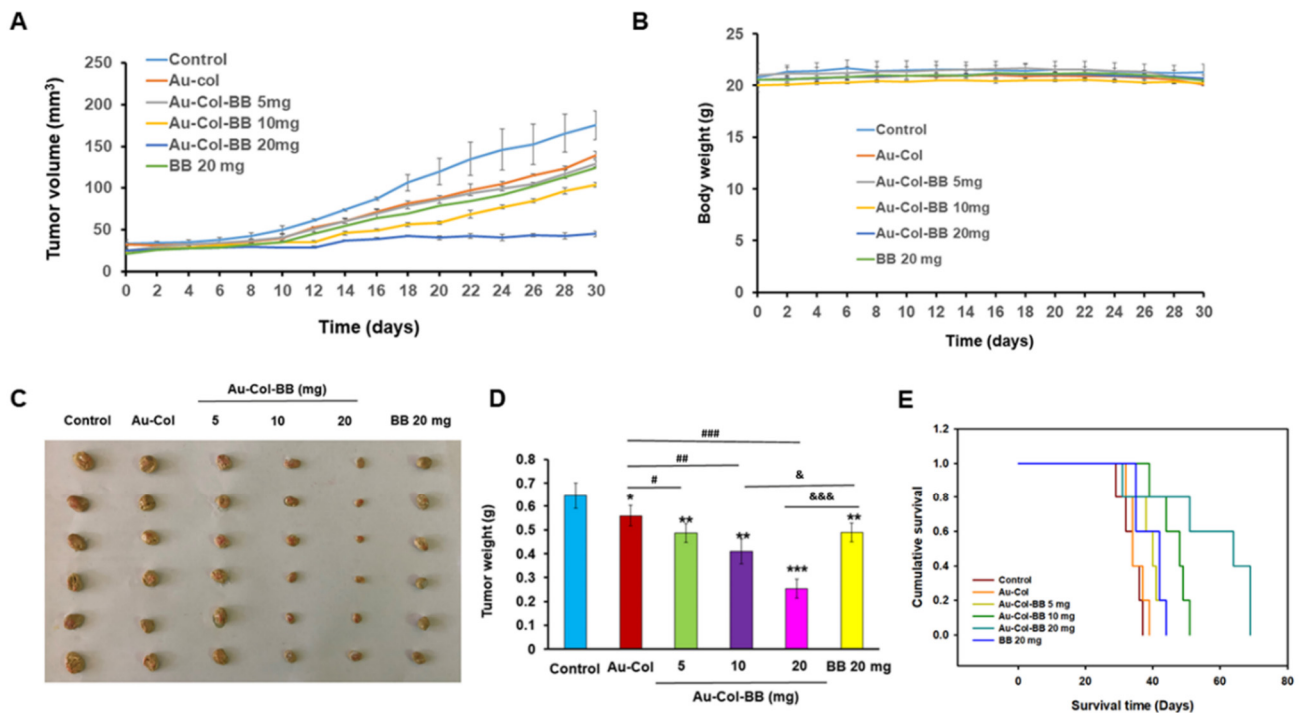 A
Tumor volume (mm³)
250
200
150
100
50
0
Control
Au-col
Au-Col-BB 5mg
Au-Col-BB 10mg
Au-Col-BB 20mg
BB 20 mg
0 2 4 6 8 10 12 14 16 18 20 22 24 26 28 30
Time (days)
B
Body weight (g)
25
20
15
10
5
0
Control
Au-Col
Au-Col-BB 5mg
Au-Col-BB 10mg
Au-Col-BB 20mg
BB 20 mg
0 2 4 6 8 10 12 14 16 18 20 22 24 26 28 30
Time (days)
C
Au-Col-BB (mg)
Control Au-Col 5 10 20 BB 20 mg
D
Tumor weight (g)
0.8
0.7
0.6
0.5
0.4
0.3
0.2
0.1
0
###
##
&
#
&&&
*
**
**
***
**
Control Au-Col 5 10 20 BB 20 mg
Au-Col-BB (mg)
E
Cumulative survival
1.2
1.0
0.8
0.6
0.4
0.2
0.0
Control
Au-Col
Au-Col-BB 5 mg
Au-Col-BB 10 mg
Au-Col-BB 20 mg
BB 20 mg
0 20 40 60 80
Survival time (Days)